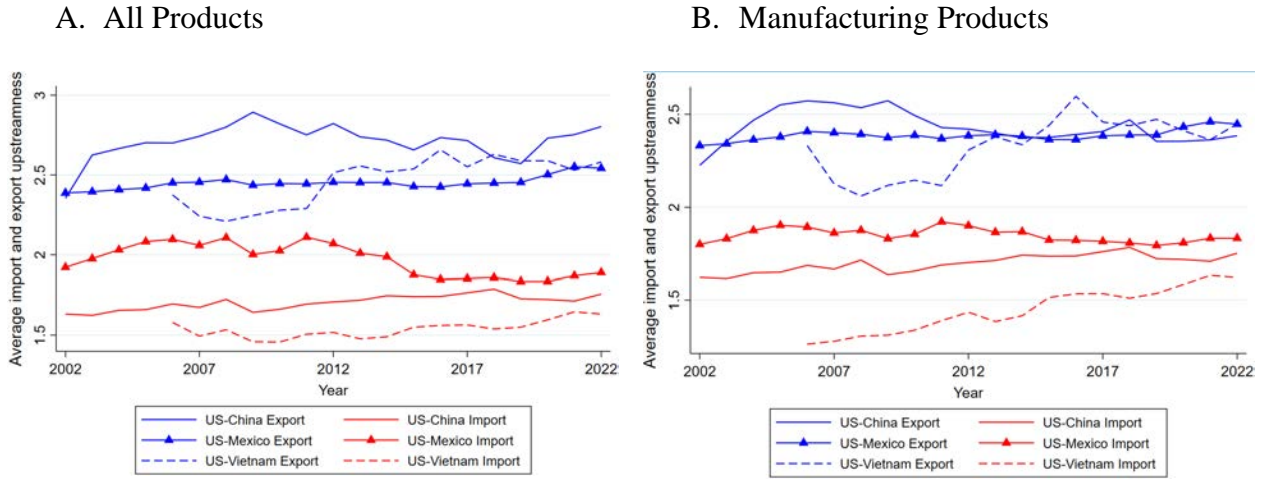 A. All Products
B. Manufacturing Products
Average import and export upstreamness
3
2.5
2
1.5
2002 2007 2012 2017 2022
Year
US-China Export US-China Import
US-Mexico Export US-Mexico Import
US-Vietnam Export US-Vietnam Import
Average import and export upstreamness
2.5
2
1.5
2002 2007 2012 2017 2022
Year
US-China Export US-China Import
US-Mexico Export US-Mexico Import
US-Vietnam Export US-Vietnam Import